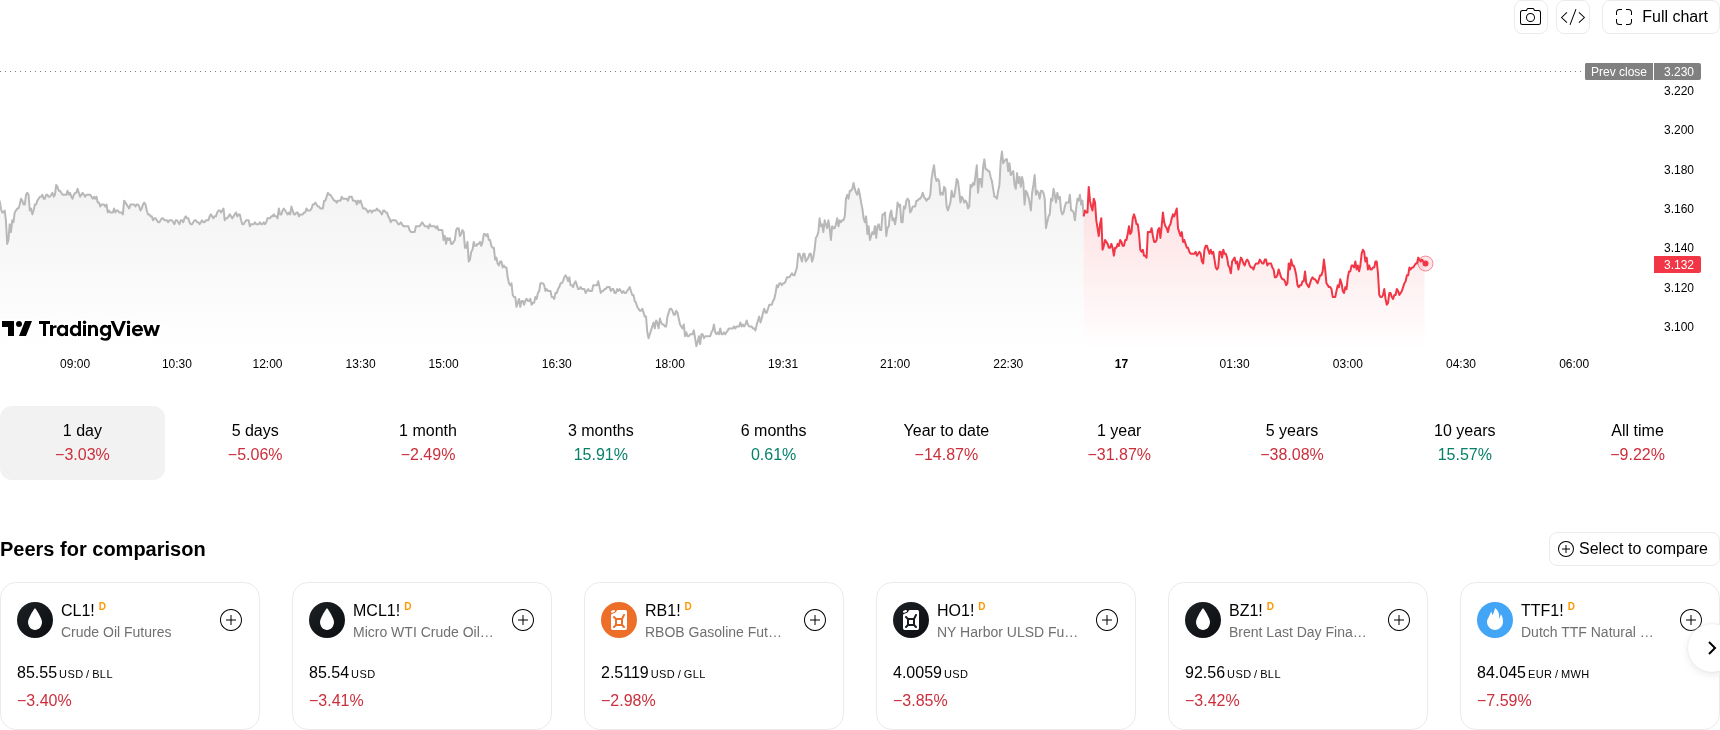 </> Full chart
Prev close 3.230
3.220
3.200
3.180
3.160
3.140
3.132
3.120
3.100
TradingView
09:00 10:30 12:00 13:30 15:00 16:30 18:00 19:31 21:00 22:30 17 01:30 03:00 04:30 06:00
1 day 5 days 1 month 3 months 6 months Year to date 1 year 5 years 10 years All time
−3.03% −5.06% −2.49% 15.91% 0.61% −14.87% −31.87% −38.08% 15.57% −9.22%
Peers for comparison
Select to compare
CL1! D
Crude Oil Futures
85.55 USD / BLL
−3.40%
MCL1! D
Micro WTI Crude Oil…
85.54 USD
−3.41%
RB1! D
RBOB Gasoline Fut…
2.5119 USD / GLL
−2.98%
HO1! D
NY Harbor ULSD Fu…
4.0059 USD
−3.85%
BZ1! D
Brent Last Day Fina…
92.56 USD / BLL
−3.42%
TTF1! D
Dutch TTF Natural …
84.045 EUR / MWH
−7.59%